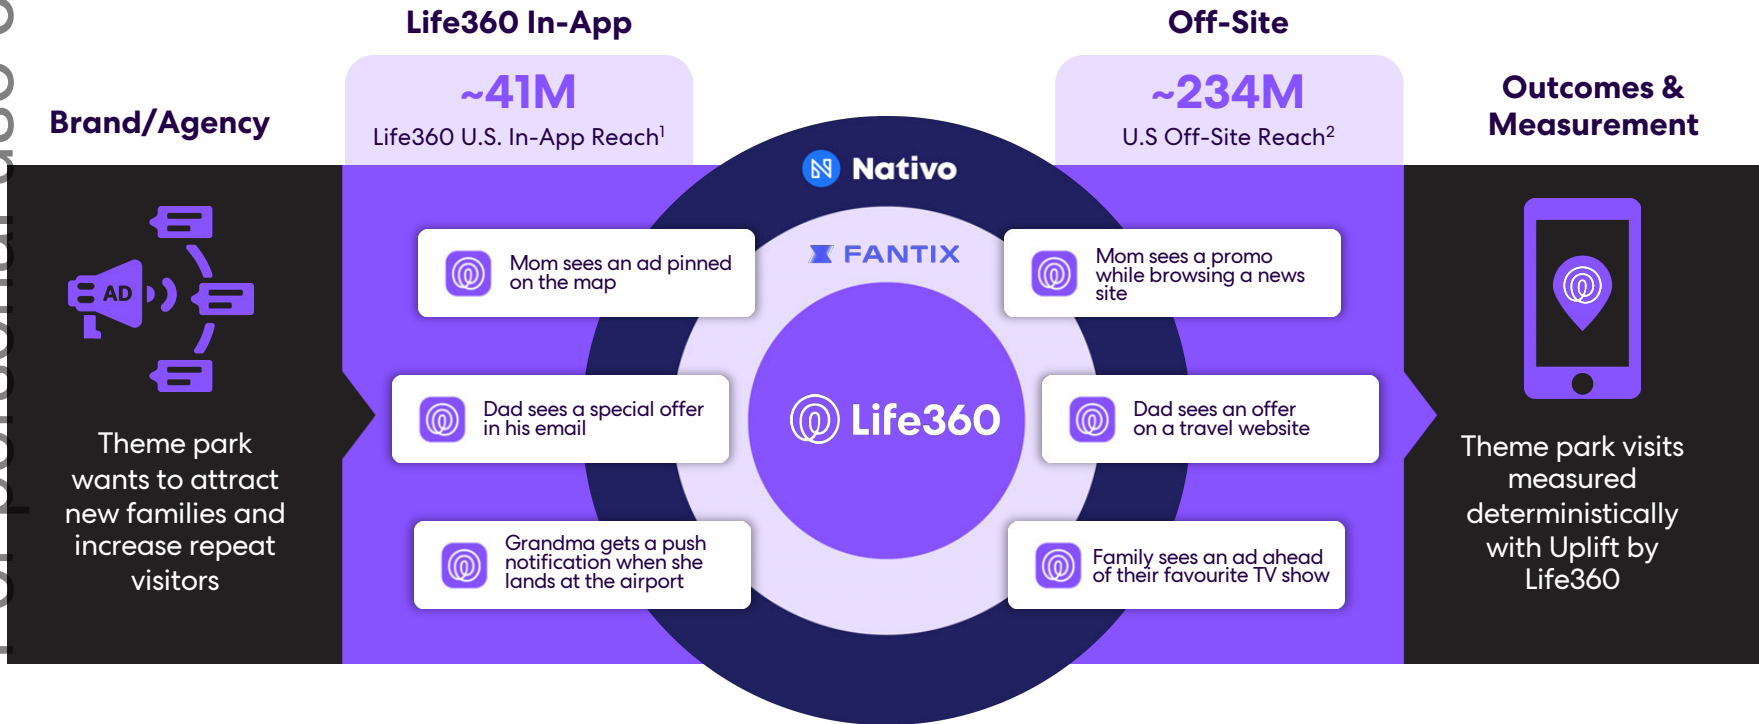 Life360 In-App
Off-Site
~41M
Life360 U.S. In-App Reach¹
~234M
U.S Off-Site Reach²
Brand/Agency
Outcomes &
Measurement
Nativo
FANTIX
Life360
AD
Theme park
wants to attract
new families and
increase repeat
visitors
Mom sees an ad pinned
on the map
Dad sees a special offer
in his email
Grandma gets a push
notification when she
lands at the airport
Mom sees a promo
while browsing a news
site
Dad sees an offer
on a travel website
Family sees an ad ahead
of their favourite TV show
Theme park visits
measured
deterministically
with Uplift by
Life360